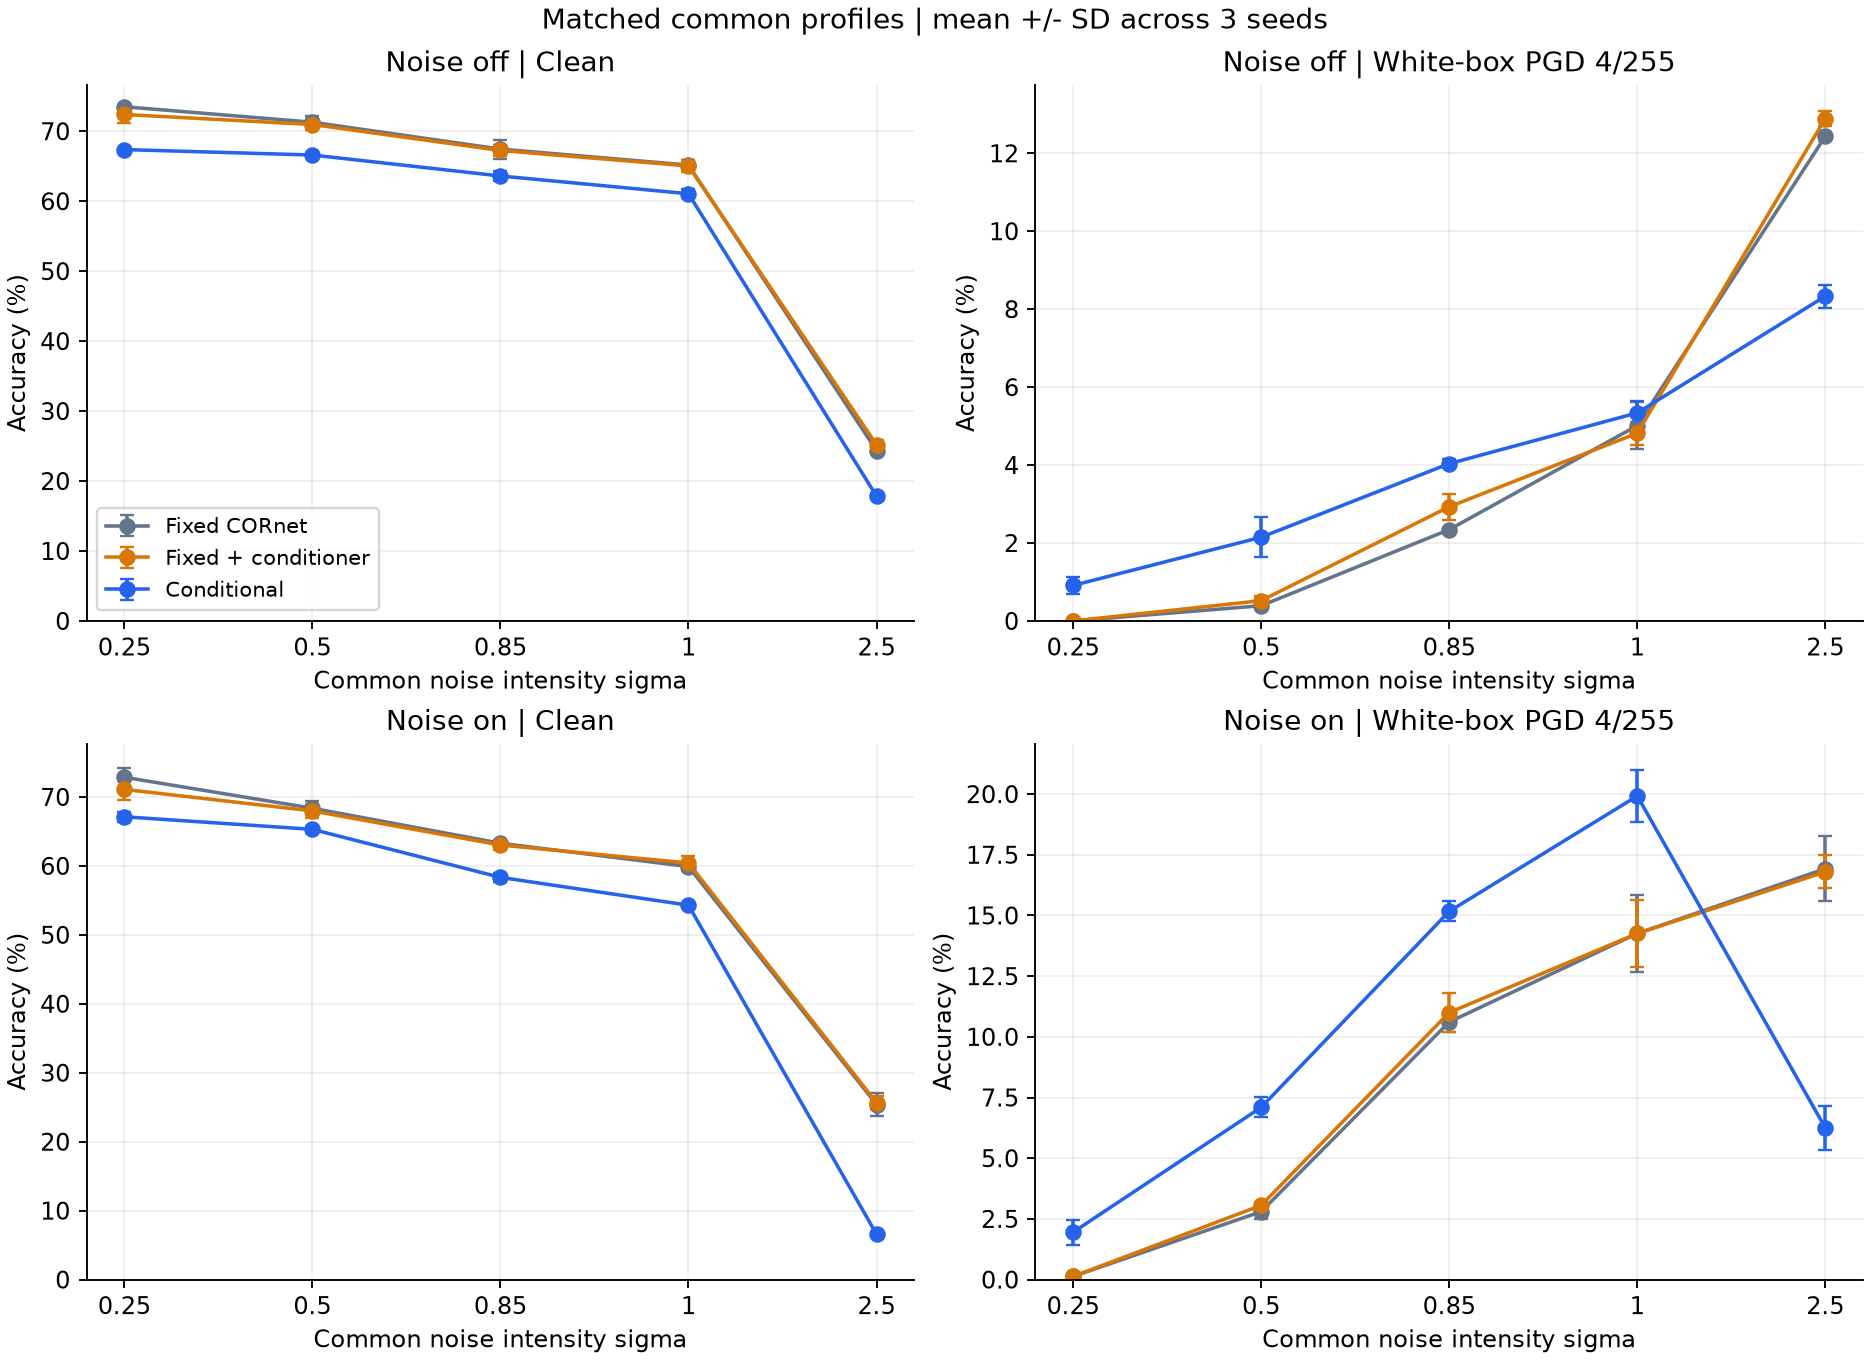 Matched common profiles | mean +/- SD across 3 seeds
Noise off | Clean
Accuracy (%)
70
60
50
40
30
20
10
0
Fixed CORnet
Fixed + conditioner
Conditional
0.25 0.5 0.85 1 2.5
Common noise intensity sigma
Noise off | White-box PGD 4/255
Accuracy (%)
12
10
8
6
4
2
0
0.25 0.5 0.85 1 2.5
Common noise intensity sigma
Noise on | Clean
Accuracy (%)
70
60
50
40
30
20
10
0
0.25 0.5 0.85 1 2.5
Common noise intensity sigma
Noise on | White-box PGD 4/255
Accuracy (%)
20.0
17.5
15.0
12.5
10.0
7.5
5.0
2.5
0.0
0.25 0.5 0.85 1 2.5
Common noise intensity sigma